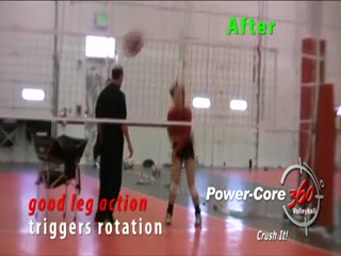 After
good leg action
triggers rotation
Power-Core 360
Volleyball
Crush It!